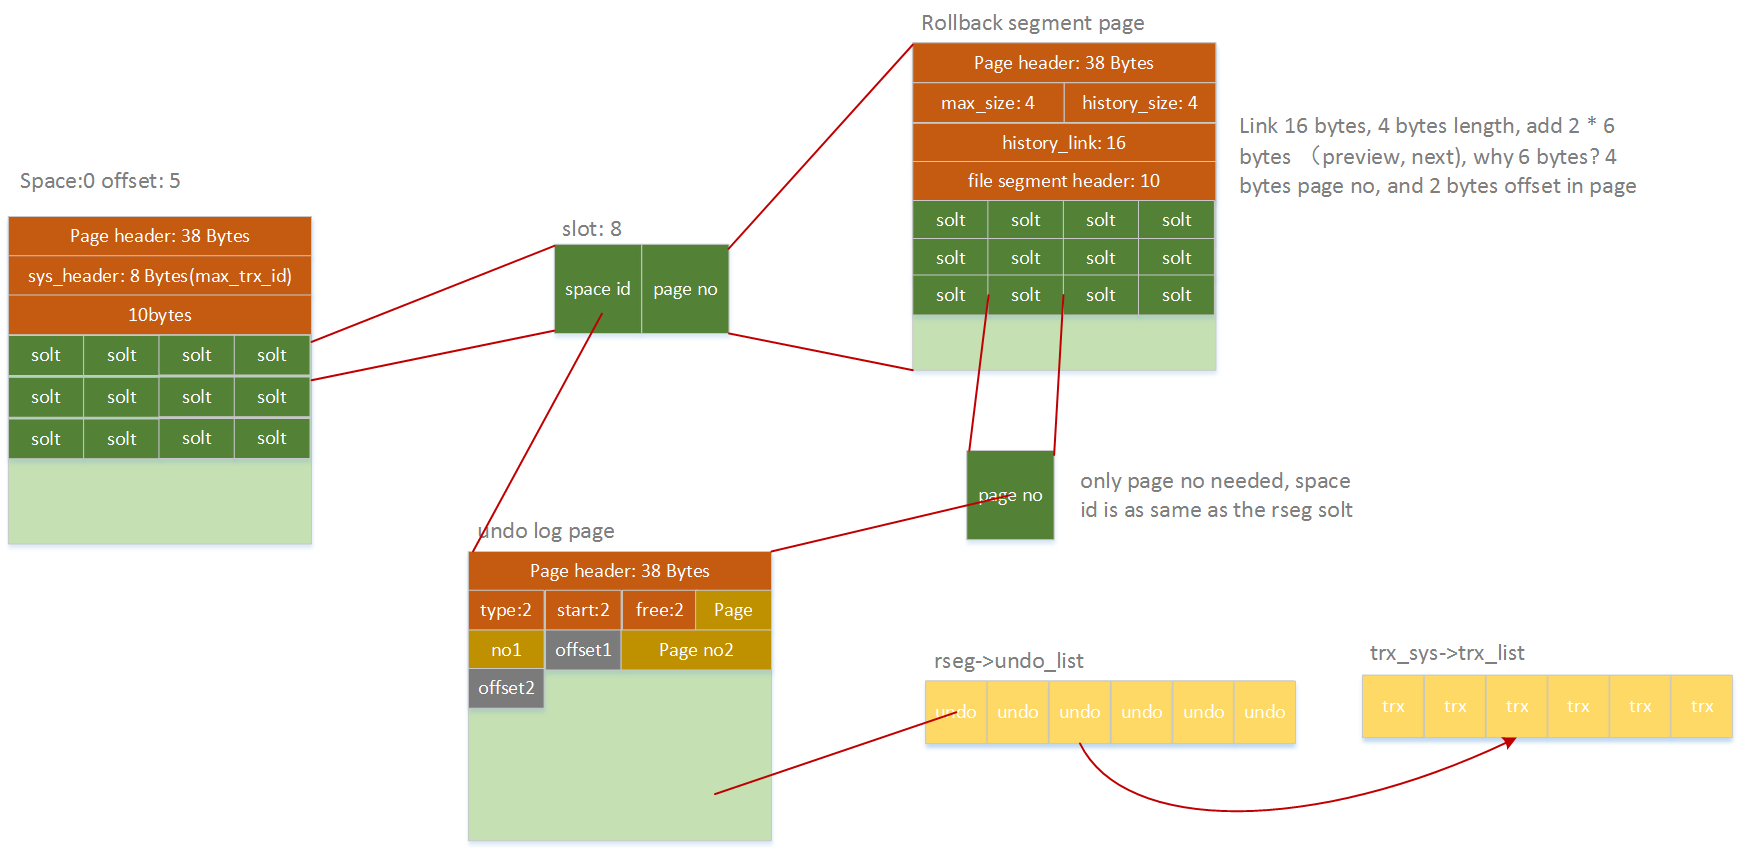 Rollback segment page
Page header: 38 Bytes
max_size: 4 history_size: 4
history_link: 16
file segment header: 10
solt solt solt solt
solt solt solt solt
solt solt solt solt
Link 16 bytes, 4 bytes length, add 2 * 6
bytes （preview, next), why 6 bytes? 4
bytes page no, and 2 bytes offset in page
Space:0 offset: 5
Page header: 38 Bytes
sys_header: 8 Bytes(max_trx_id)
10bytes
solt solt solt solt
solt solt solt solt
solt solt solt solt
slot: 8
space id page no
page no
only page no needed, space
id is as same as the rseg solt
undo log page
Page header: 38 Bytes
type:2 start:2 free:2 Page
no1 offset1 Page no2
offset2
rseg->undo_list
undo undo undo undo undo undo
trx_sys->trx_list
trx trx trx trx trx trx